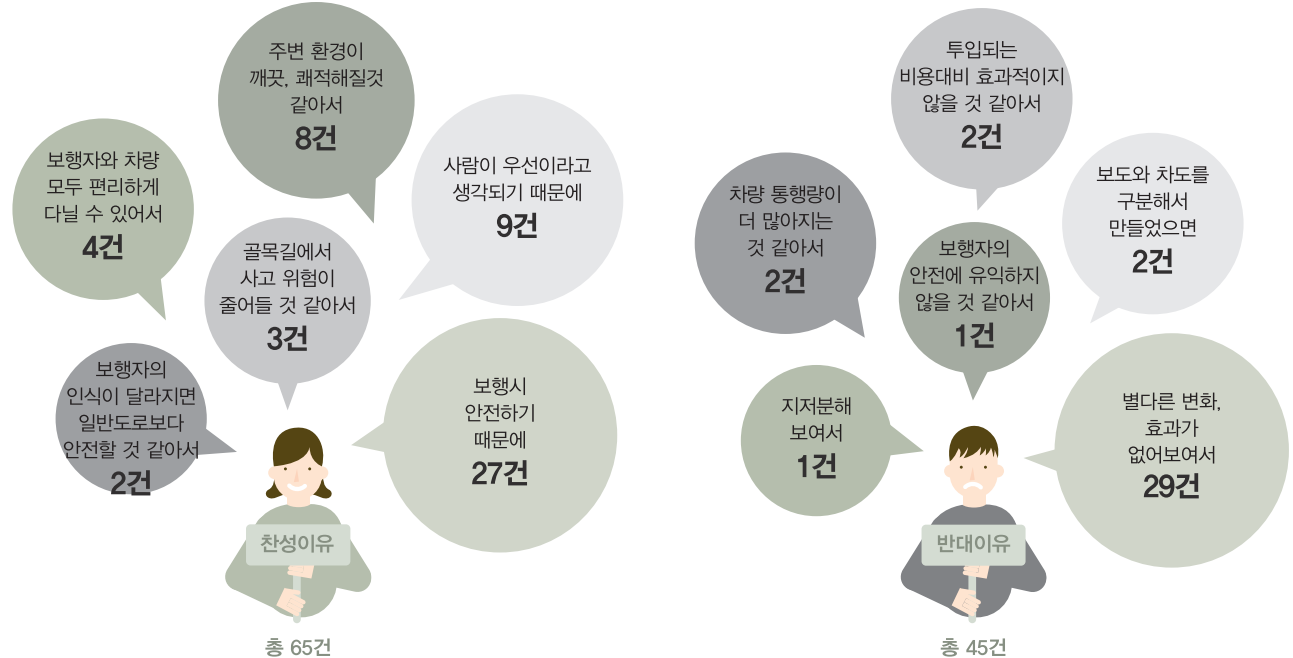 주변 환경이
깨끗, 쾌적해질것
같아서
8건
보행자와 차량
모두 편리하게
다닐 수 있어서
4건
사람이 우선이라고
생각되기 때문에
9건
골목길에서
사고 위험이
줄어들 것 같아서
3건
보행자의
인식이 달라지면
일반도로보다
안전할 것 같아서
2건
보행시
안전하기
때문에
27건
찬성이유
총 65건
투입되는
비용대비 효과적이지
않을 것 같아서
2건
차량 통행량이
더 많아지는
것 같아서
2건
보도와 차도를
구분해서
만들었으면
2건
보행자의
안전에 유익하지
않을 것 같아서
1건
지저분해
보여서
1건
별다른 변화,
효과가
없어보여서
29건
반대이유
총 45건